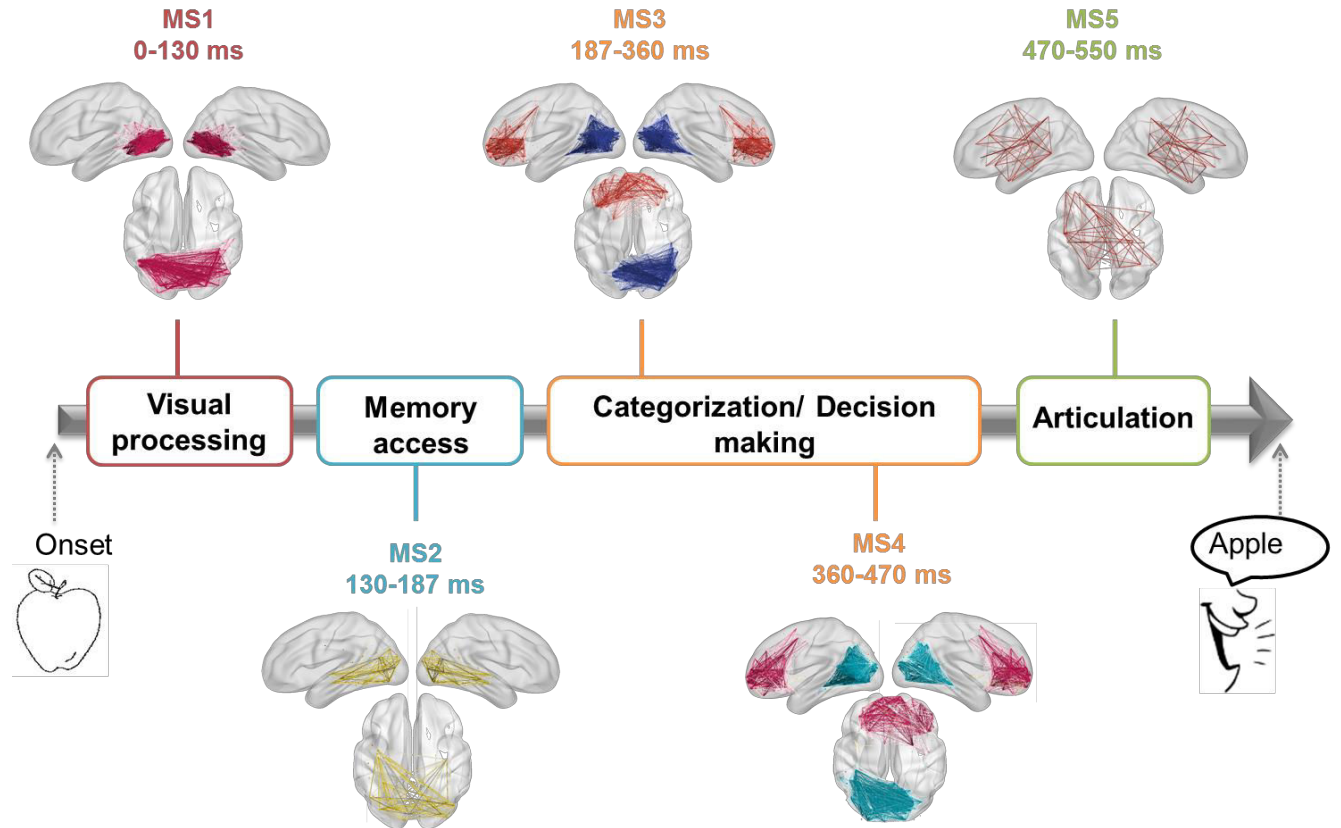 MS1
0-130 ms
MS3
187-360 ms
MS5
470-550 ms
Visual
processing
Memory
access
Categorization/ Decision
making
Articulation
Onset
Apple
MS2
130-187 ms
MS4
360-470 ms